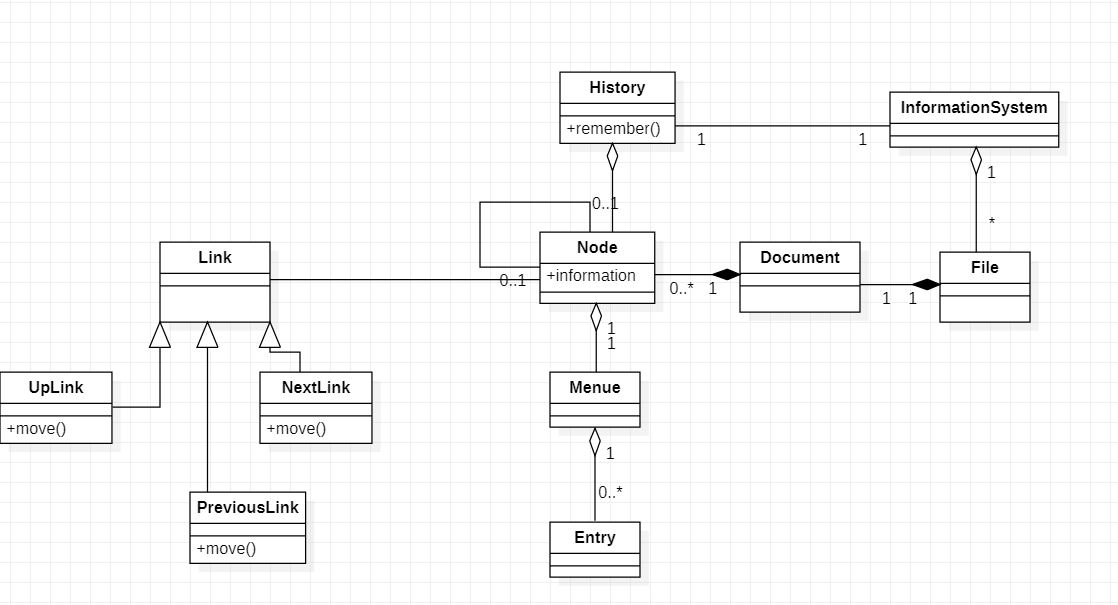 History
+remember()
InformationSystem
1
1
1
*
0..1
Node
+information
0..1
Link
Document
0..*
1
File
1
1
1
1
UpLink
+move()
NextLink
+move()
Menue
1
0..*
PreviousLink
+move()
Entry